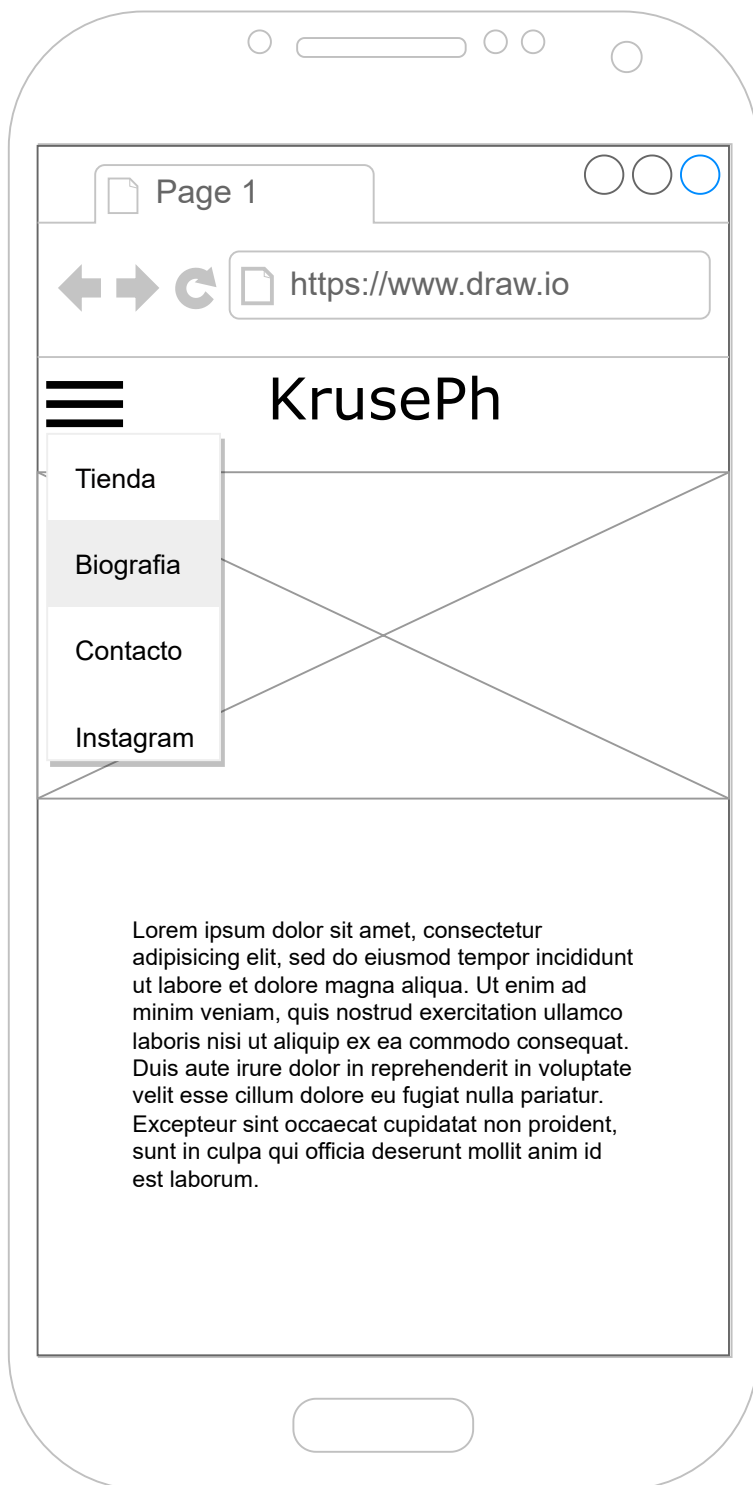 Page 1
https://www.draw.io
KrusePh
Tienda
Biografia
Contacto
Instagram
Lorem ipsum dolor sit amet, consectetur
adipisicing elit, sed do eiusmod tempor incididunt
ut labore et dolore magna aliqua. Ut enim ad
minim veniam, quis nostrud exercitation ullamco
laboris nisi ut aliquip ex ea commodo consequat.
Duis aute irure dolor in reprehenderit in voluptate
velit esse cillum dolore eu fugiat nulla pariatur.
Excepteur sint occaecat cupidatat non proident,
sunt in culpa qui officia deserunt mollit anim id
est laborum.